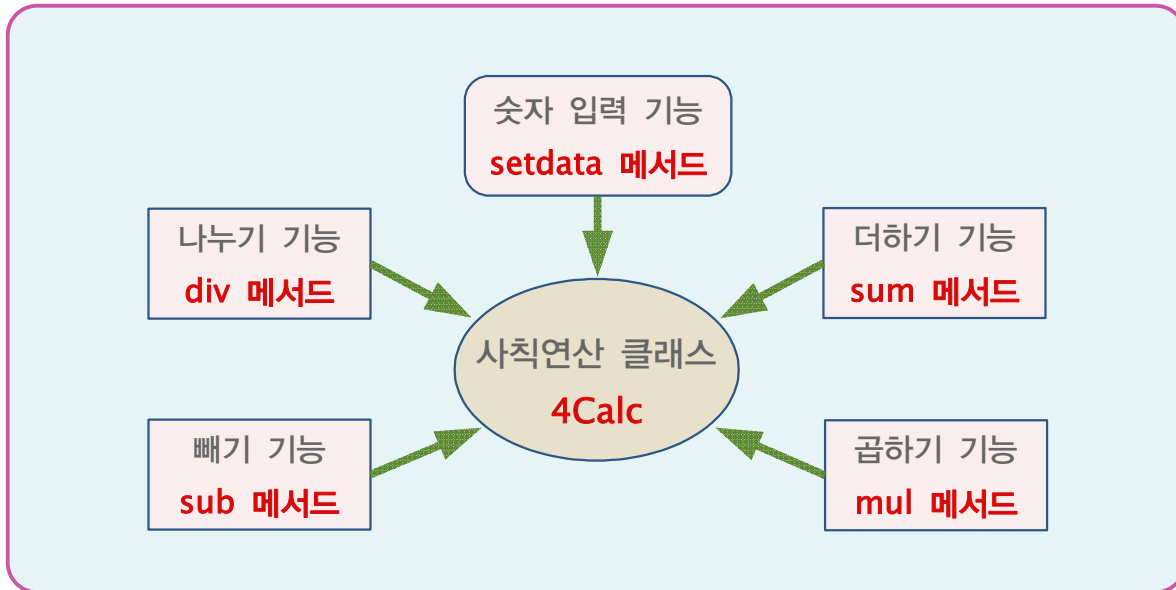 숫자 입력 기능
setdata 메서드
나누기 기능
div 메서드
더하기 기능
sum 메서드
사칙연산 클래스
4Calc
빼기 기능
sub 메서드
곱하기 기능
mul 메서드